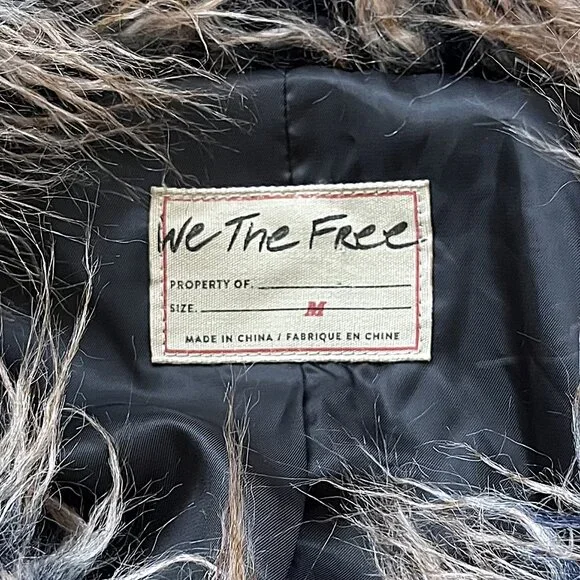 We The Free
PROPERTY OF.
SIZE. M
MADE IN CHINA / FABRIQUE EN CHINE